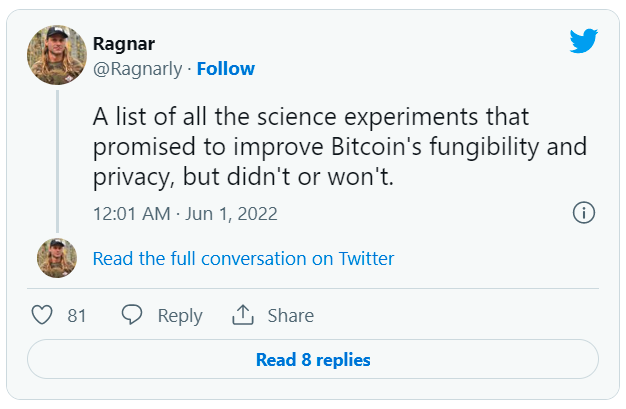 Ragnar
@Ragnarly · Follow
A list of all the science experiments that
promised to improve Bitcoin's fungibility and
privacy, but didn't or won't.
12:01 AM · Jun 1, 2022
Read the full conversation on Twitter
81 Reply Share
Read 8 replies